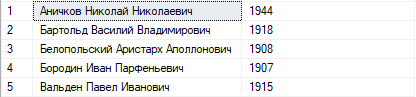 1 Аничков Николай Николаевич 1944
2 Бартольд Василий Владимирович 1918
3 Белопольский Аристарх Аполлонович 1908
4 Бородин Иван Парфеньевич 1907
5 Вальден Павел Иванович 1915